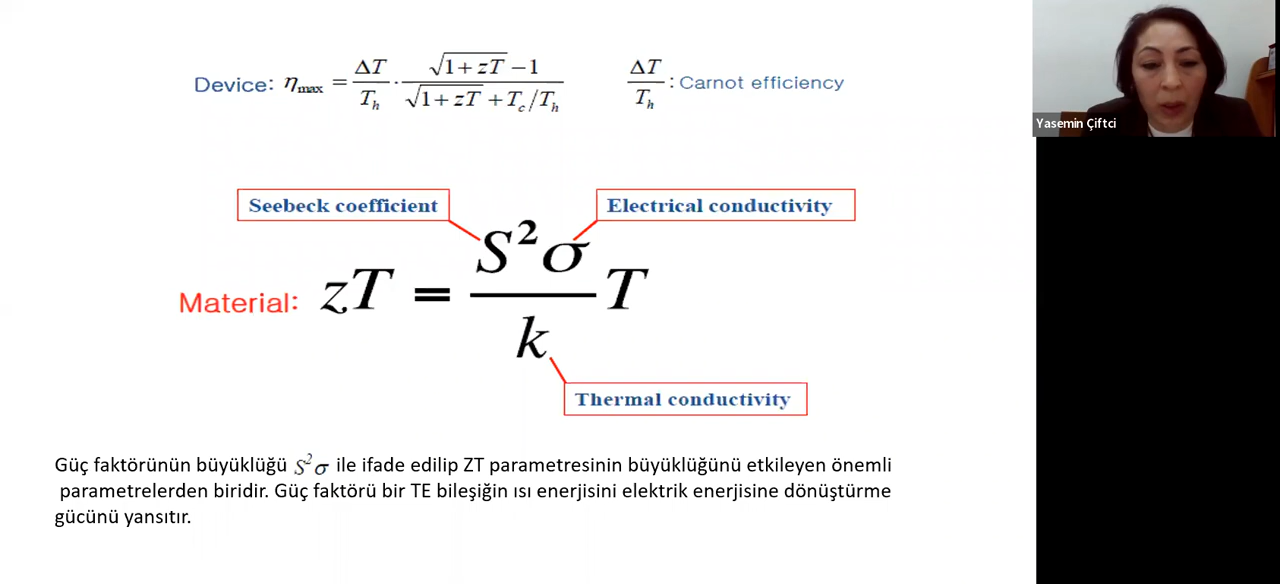 Device: η_max = ΔT/T_h · (√(1 + zT) − 1)/(√(1 + zT) + T_c/T_h)
ΔT/T_h : Carnot efficiency
Yasemin Çiftci
Seebeck coefficient
Electrical conductivity
Material: zT = S²σ/k T
Thermal conductivity
Güç faktörünün büyüklüğü S²σ ile ifade edilip ZT parametresinin büyüklüğünü etkileyen önemli
parametrelerden biridir. Güç faktörü bir TE bileşiğin ısı enerjisini elektrik enerjisine dönüştürme
gücünü yansıtır.